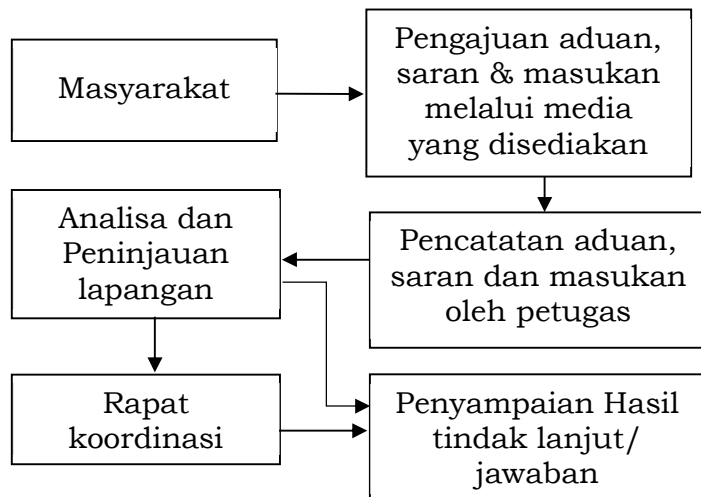 Masyarakat
Pengajuan aduan,
saran & masukan
melalui media
yang disediakan
Pencatatan aduan,
saran dan masukan
oleh petugas
Analisa dan
Peninjauan
lapangan
Rapat
koordinasi
Penyampaian Hasil
tindak lanjut/
jawaban